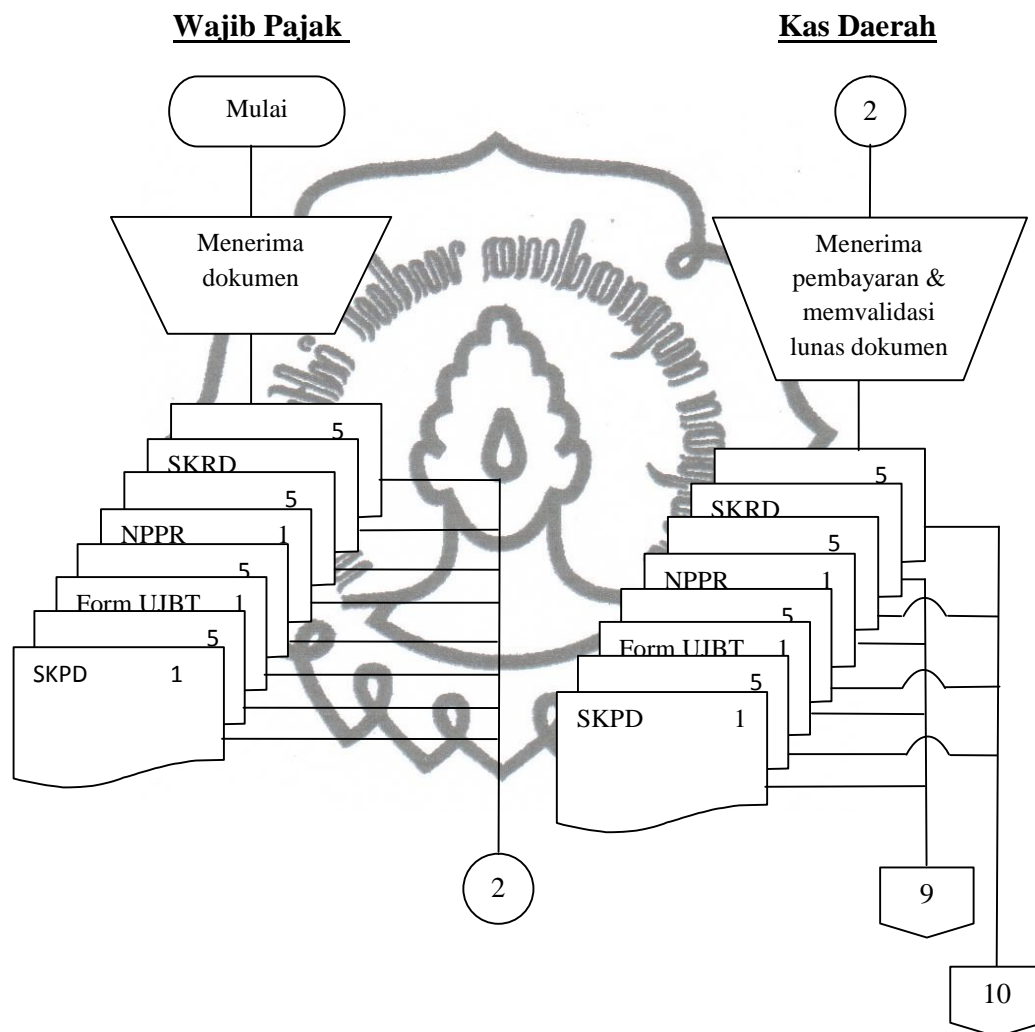 Wajib Pajak
Mulai
Menerima
dokumen
5
SKRD
5
NPPR 1
5
Form UJBT 1
5
SKPD 1
2
Kas Daerah
2
Menerima
pembayaran &
memvalidasi
lunas dokumen
5
SKRD
5
NPPR 1
5
Form UJBT 1
5
SKPD 1
9
10